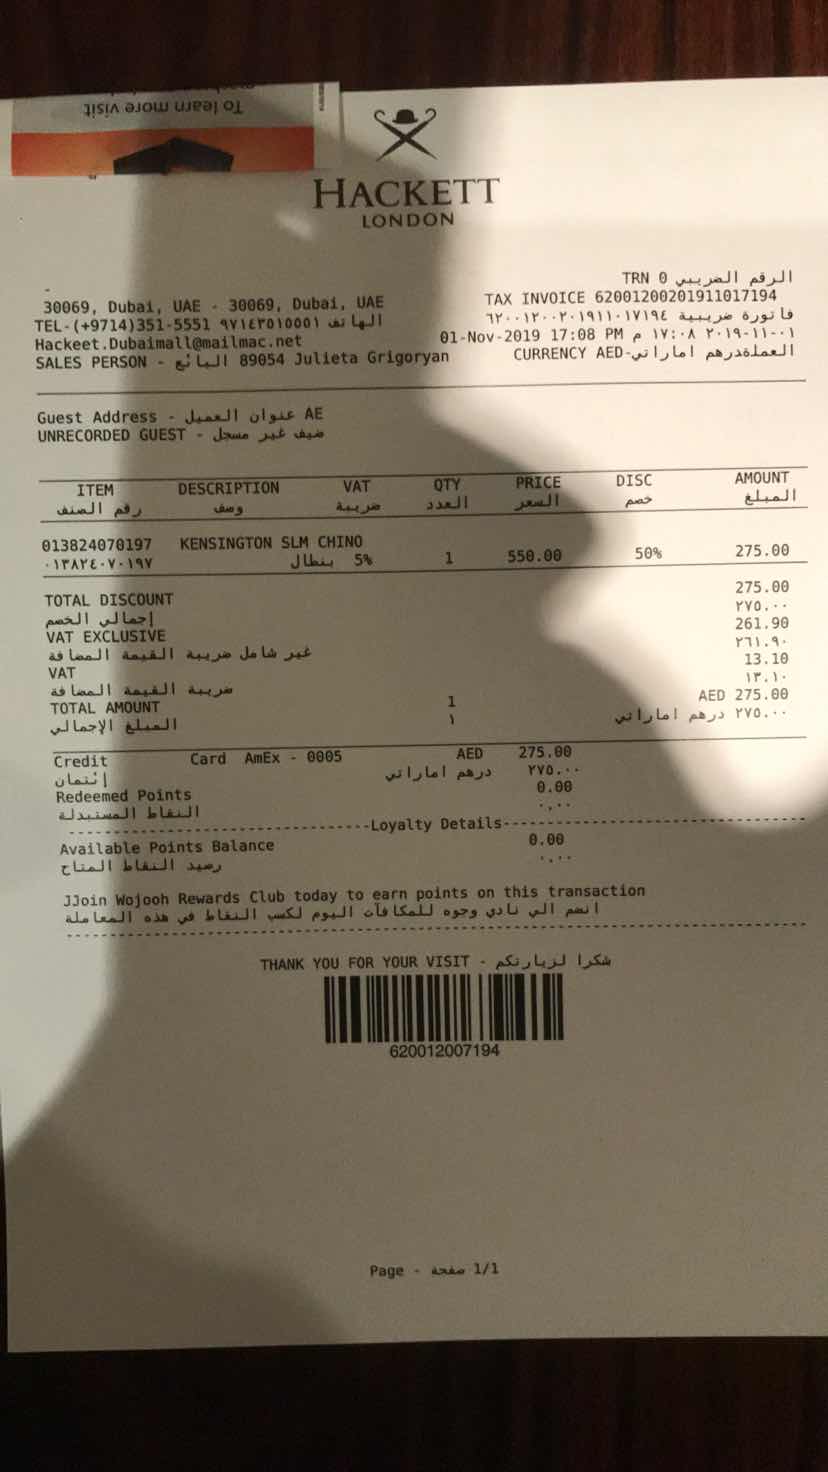 To learn more visit
HACKETT
LONDON
TRN 0 الرقم الضريبي
30069, Dubai, UAE - 30069, Dubai, UAE
TAX INVOICE 62001200201911017194
TEL-(+9714)351-5551 الهاتف ٩٧١٤٣٥١٥٥٥١
فاتورة ضريبية ٦٢٠٠١٢٠٠٢٠١٩١١٠١٧١٩٤
Hackeet.Dubaimall@mailmac.net
01-Nov-2019 17:08 PM ٠١-١١-٢٠١٩ ١٧:٠٨ م
SALES PERSON - البائع 89054 Julieta Grigoryan
CURRENCY AED-العملةدرهم اماراتي
Guest Address - عنوان العميل AE
UNRECORDED GUEST - ضيف غير مسجل
ITEM DESCRIPTION VAT QTY PRICE DISC AMOUNT
رقم الصنف وصف ضريبة العدد السعر خصم المبلغ
013824070197 KENSINGTON SLM CHINO
٠١٣٨٢٤٠٧٠١٩٧ بنطال 5% 1 550.00 50% 275.00
TOTAL DISCOUNT 275.00
إجمالي الخصم ٢٧٥.٠٠
VAT EXCLUSIVE 261.90
غير شامل ضريبة القيمة المضافة ٢٦١.٩٠
VAT 13.10
ضريبة القيمة المضافة ١٣.١٠
TOTAL AMOUNT 1 AED 275.00
المبلغ الإجمالي ١ ٢٧٥.٠٠ درهم اماراتي
Credit Card AmEx - 0005 AED 275.00
إئتمان درهم اماراتي ٢٧٥.٠٠
Redeemed Points 0.00
النقاط المستبدلة ٠.٠٠
Loyalty Details
Available Points Balance 0.00
رصيد النقاط المتاح ٠.٠٠
JJoin Wojooh Rewards Club today to earn points on this transaction
انضم الي نادي وجوه للمكافآت اليوم لكسب النقاط في هذه المعاملة
THANK YOU FOR YOUR VISIT - شكرا لزيارتكم
620012007194
Page - صفحة 1/1